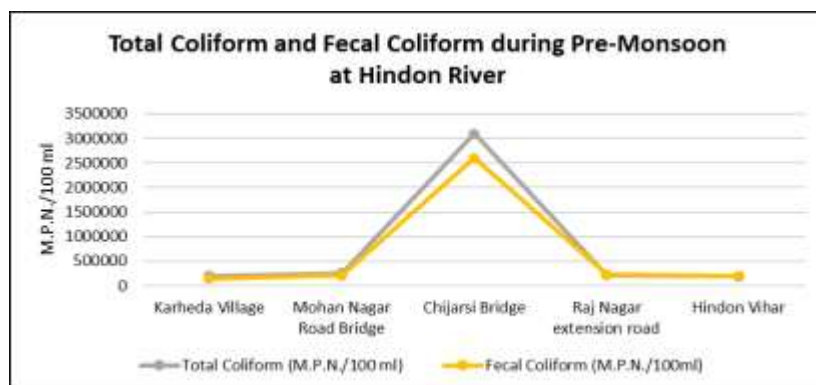 Total Coliform and Fecal Coliform during Pre-Monsoon
at Hindon River
M.P.N./100 ml
3500000
3000000
2500000
2000000
1500000
1000000
500000
0
Karheda Village
Mohan Nagar
Road Bridge
Chijarsi Bridge
Raj Nagar
extension road
Hindon Vihar
Total Coliform (M.P.N./100 ml)
Fecal Coliform (M.P.N./100ml)